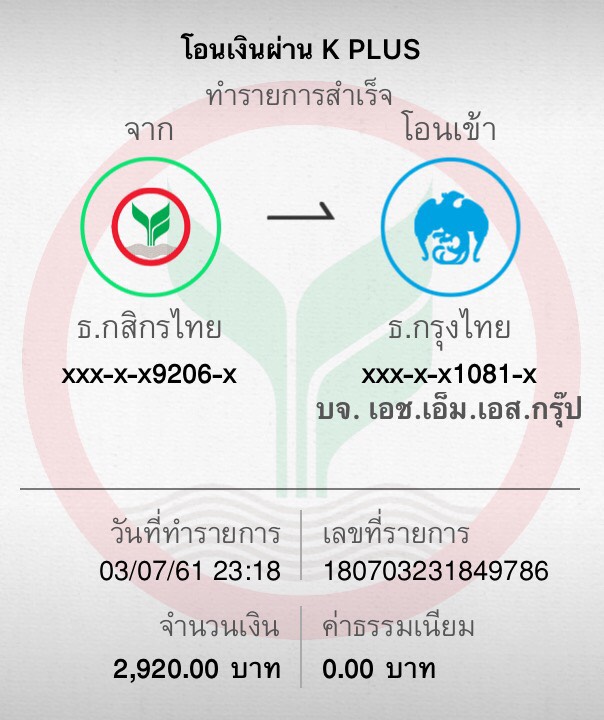 โอนเงินผ่าน K PLUS
ทำรายการสำเร็จ
จาก
โอนเข้า
ธ.กสิกรไทย
ธ.กรุงไทย
xxx-x-x9206-x
xxx-x-x1081-x
บจ. เอช.เอ็ม.เอส.กรุ๊ป
วันที่ทำรายการ
เลขที่รายการ
03/07/61 23:18
180703231849786
จำนวนเงิน
ค่าธรรมเนียม
2,920.00 บาท
0.00 บาท